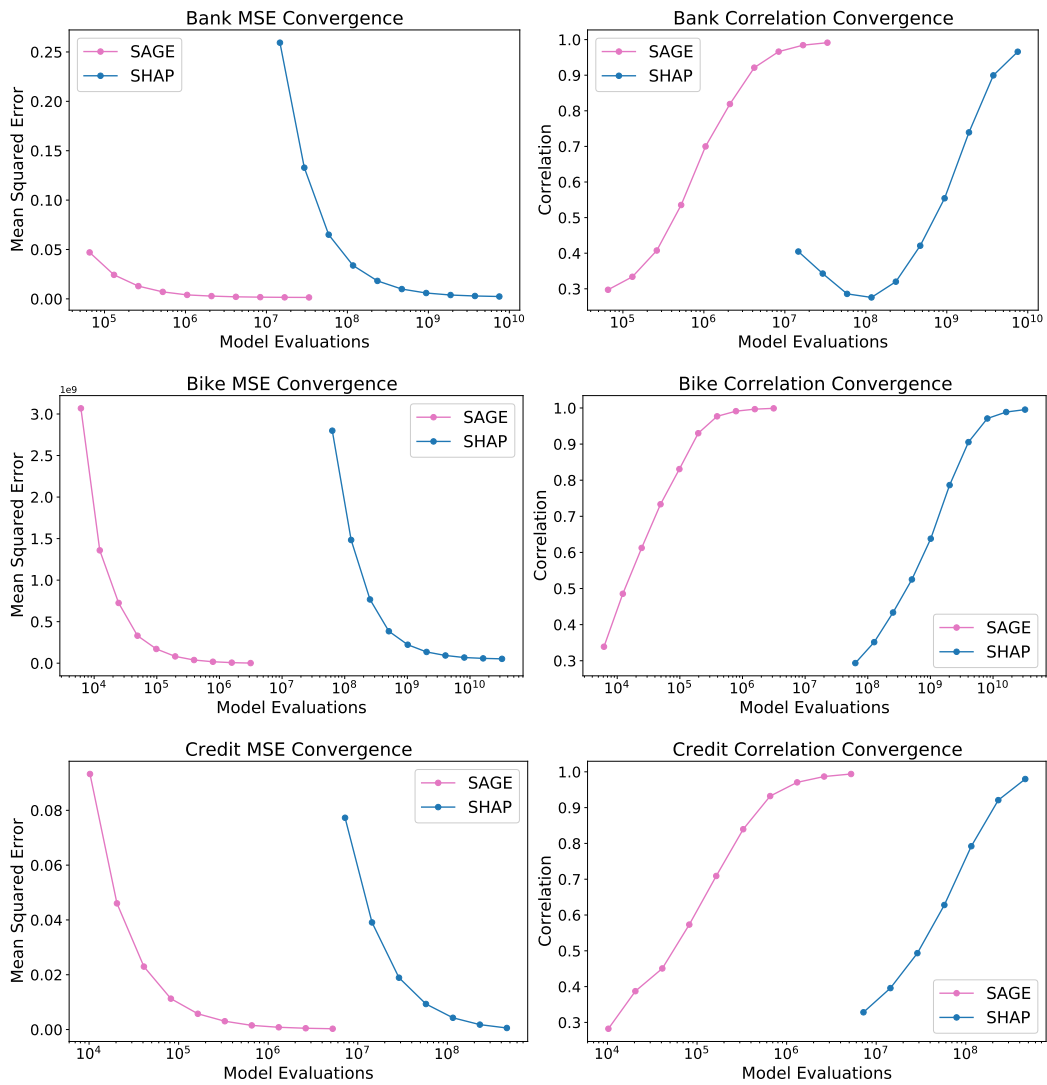 Bank MSE Convergence
Mean Squared Error
0.25
0.20
0.15
0.10
0.05
0.00
SAGE
SHAP
10^5 10^6 10^7 10^8 10^9 10^10
Model Evaluations
Bank Correlation Convergence
Correlation
1.0
0.9
0.8
0.7
0.6
0.5
0.4
0.3
SAGE
SHAP
10^5 10^6 10^7 10^8 10^9 10^10
Model Evaluations
Bike MSE Convergence
1e9
Mean Squared Error
3.0
2.5
2.0
1.5
1.0
0.5
0.0
SAGE
SHAP
10^4 10^5 10^6 10^7 10^8 10^9 10^10
Model Evaluations
Bike Correlation Convergence
Correlation
1.0
0.9
0.8
0.7
0.6
0.5
0.4
0.3
SAGE
SHAP
10^4 10^5 10^6 10^7 10^8 10^9 10^10
Model Evaluations
Credit MSE Convergence
Mean Squared Error
0.08
0.06
0.04
0.02
0.00
SAGE
SHAP
10^4 10^5 10^6 10^7 10^8
Model Evaluations
Credit Correlation Convergence
Correlation
1.0
0.9
0.8
0.7
0.6
0.5
0.4
0.3
SAGE
SHAP
10^4 10^5 10^6 10^7 10^8
Model Evaluations